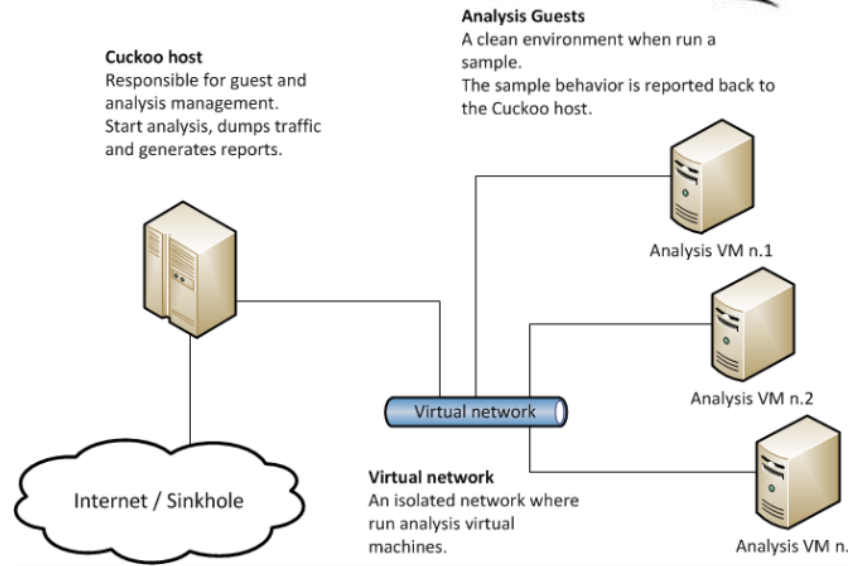 Analysis Guests
A clean environment when run a
sample.
The sample behavior is reported back to
the Cuckoo host.
Cuckoo host
Responsible for guest and
analysis management.
Start analysis, dumps traffic
and generates reports.
Analysis VM n.1
Analysis VM n.2
Virtual network
Virtual network
An isolated network where
run analysis virtual
machines.
Internet / Sinkhole
Analysis VM n.